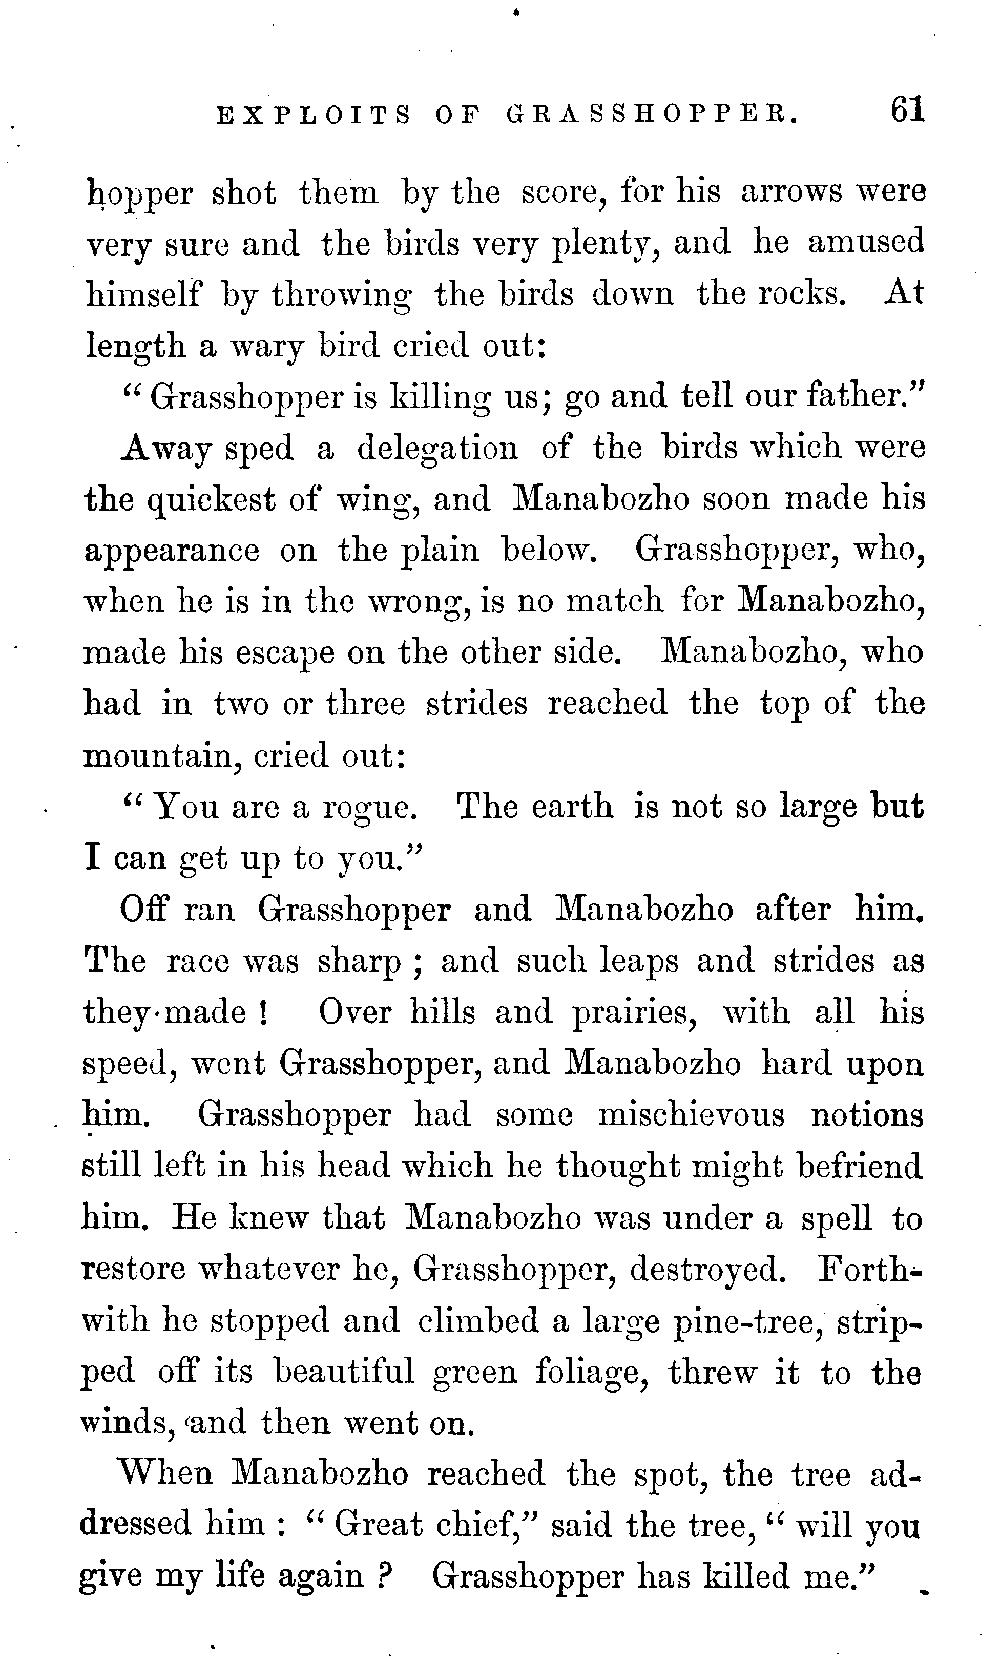 EXPLOITS OF GRASSHOPPER. 61
hopper shot them by the score, for his arrows were
very sure and the birds very plenty, and he amused
himself by throwing the birds down the rocks. At
length a wary bird cried out:
"Grasshopper is killing us; go and tell our father."
Away sped a delegation of the birds which were
the quickest of wing, and Manabozho soon made his
appearance on the plain below. Grasshopper, who,
when he is in the wrong, is no match for Manabozho,
made his escape on the other side. Manabozho, who
had in two or three strides reached the top of the
mountain, cried out:
"You are a rogue. The earth is not so large but
I can get up to you."
Off ran Grasshopper and Manabozho after him.
The race was sharp; and such leaps and strides as
they made! Over hills and prairies, with all his
speed, went Grasshopper, and Manabozho hard upon
him. Grasshopper had some mischievous notions
still left in his head which he thought might befriend
him. He knew that Manabozho was under a spell to
restore whatever he, Grasshopper, destroyed. Forth-
with he stopped and climbed a large pine-tree, strip-
ped off its beautiful green foliage, threw it to the
winds, and then went on.
When Manabozho reached the spot, the tree ad-
dressed him: "Great chief," said the tree, "will you
give my life again? Grasshopper has killed me."